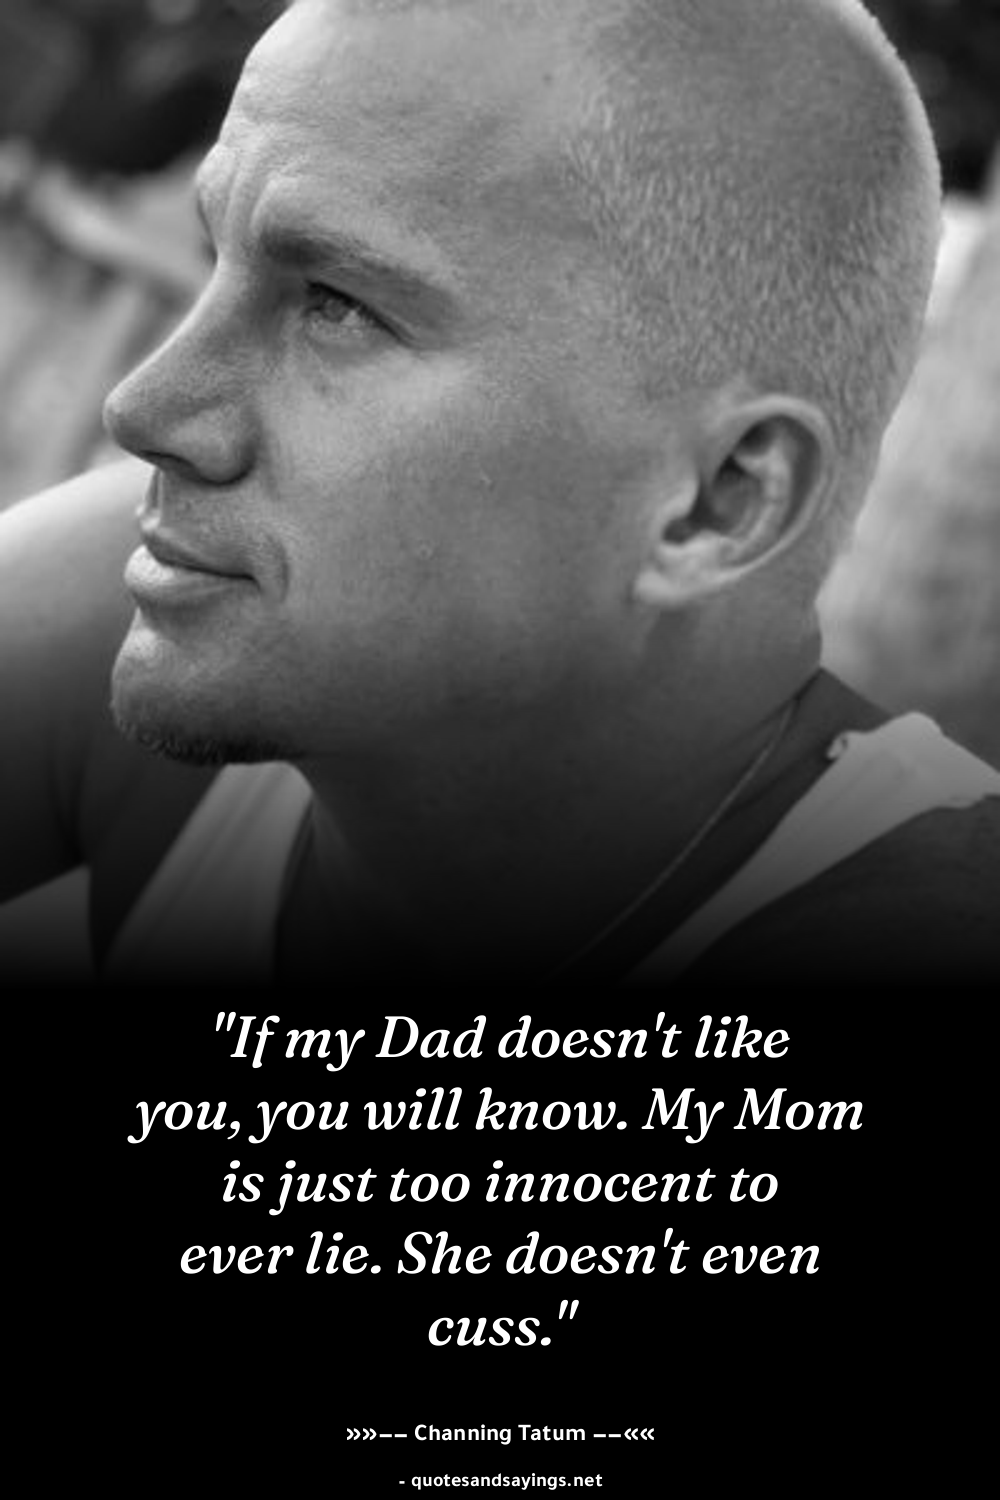 "If my Dad doesn't like
you, you will know. My Mom
is just too innocent to
ever lie. She doesn't even
cuss."
»»–– Channing Tatum ––««
- quotesandsayings.net